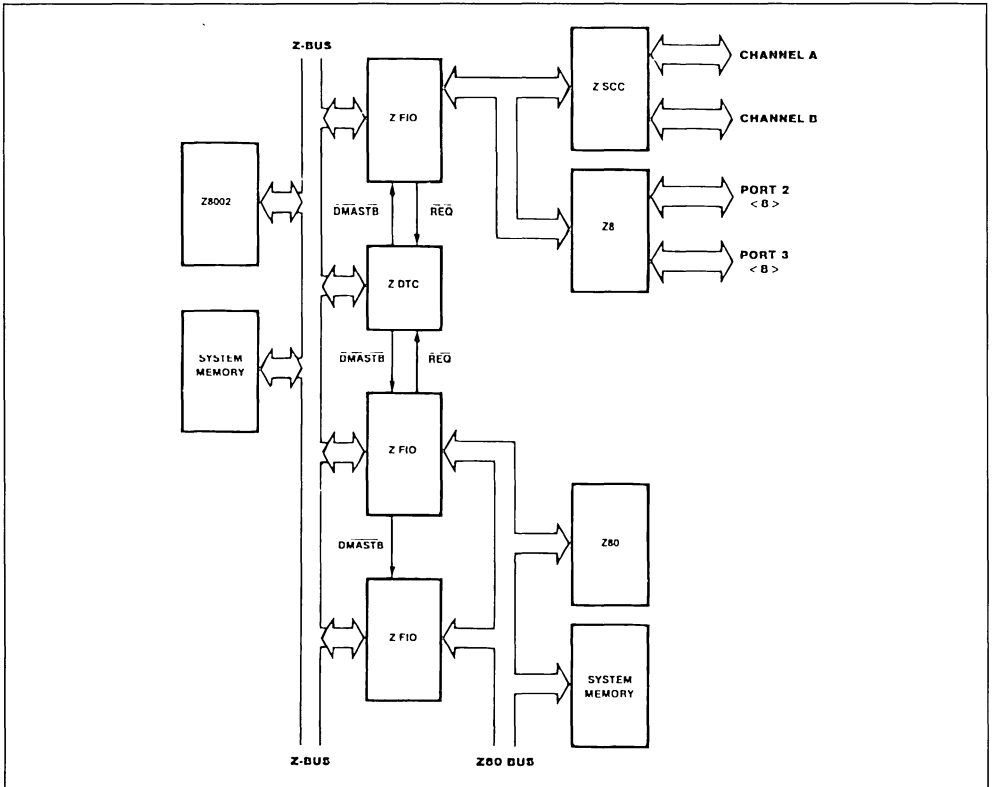 Z-BUS
Z FIO
Z SCC
CHANNEL A
CHANNEL B
Z8002
DMASTB
REQ
Z8
PORT 2
<8>
PORT 3
<8>
Z DTC
SYSTEM
MEMORY
DMASTB
REQ
Z FIO
Z80
DMASTB
Z FIO
SYSTEM
MEMORY
Z-BUS
Z80 BUS